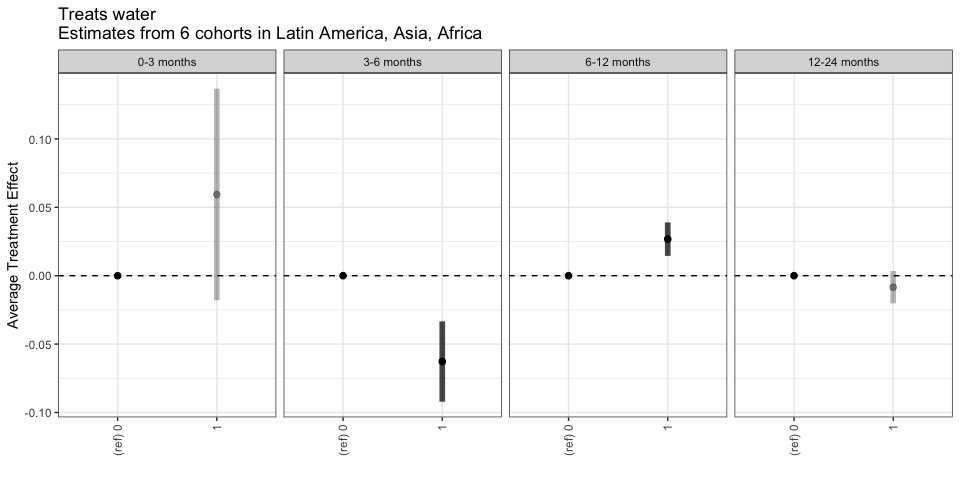 Treats water
Estimates from 6 cohorts in Latin America, Asia, Africa
0-3 months
3-6 months
6-12 months
12-24 months
Average Treatment Effect
0.10
0.05
0.00
-0.05
-0.10
(ref) 0
1
(ref) 0
1
(ref) 0
1
(ref) 0
1